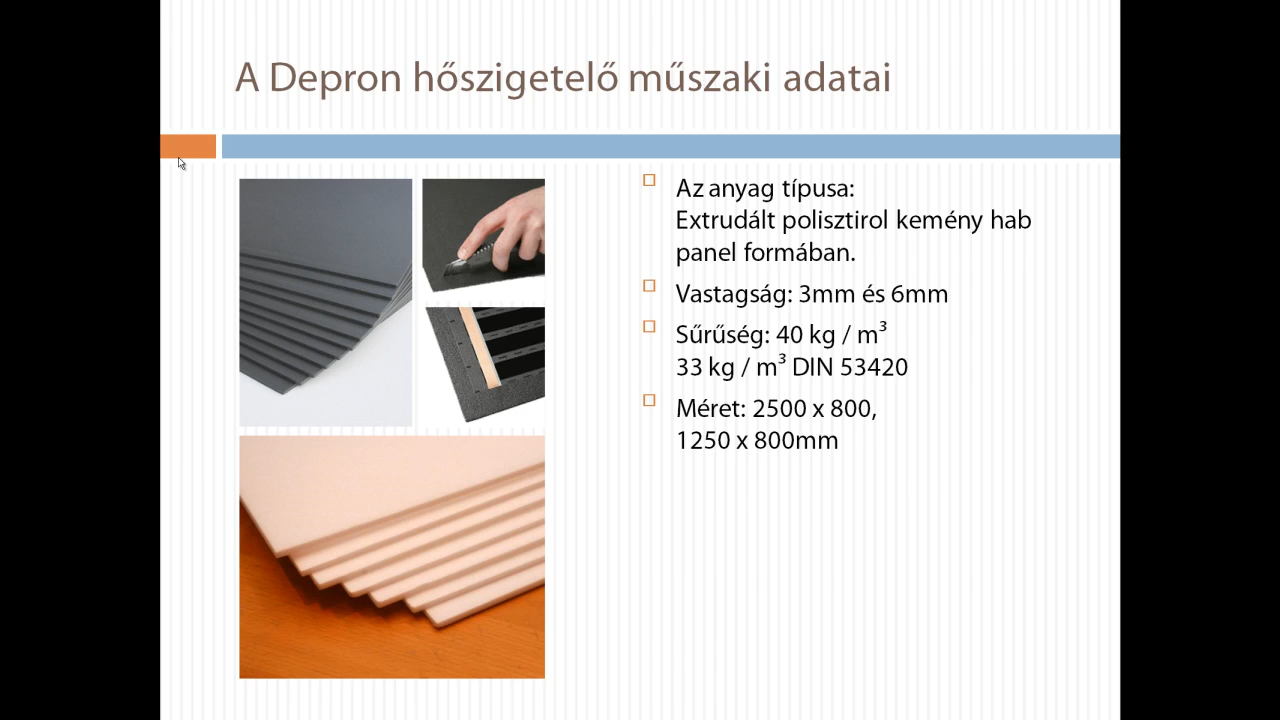 A Depron hőszigetelő műszaki adatai
Az anyag típusa:
Extrudált polisztirol kemény hab
panel formában.
Vastagság: 3mm és 6mm
Sűrűség: 40 kg / m³
33 kg / m³ DIN 53420
Méret: 2500 x 800,
1250 x 800mm